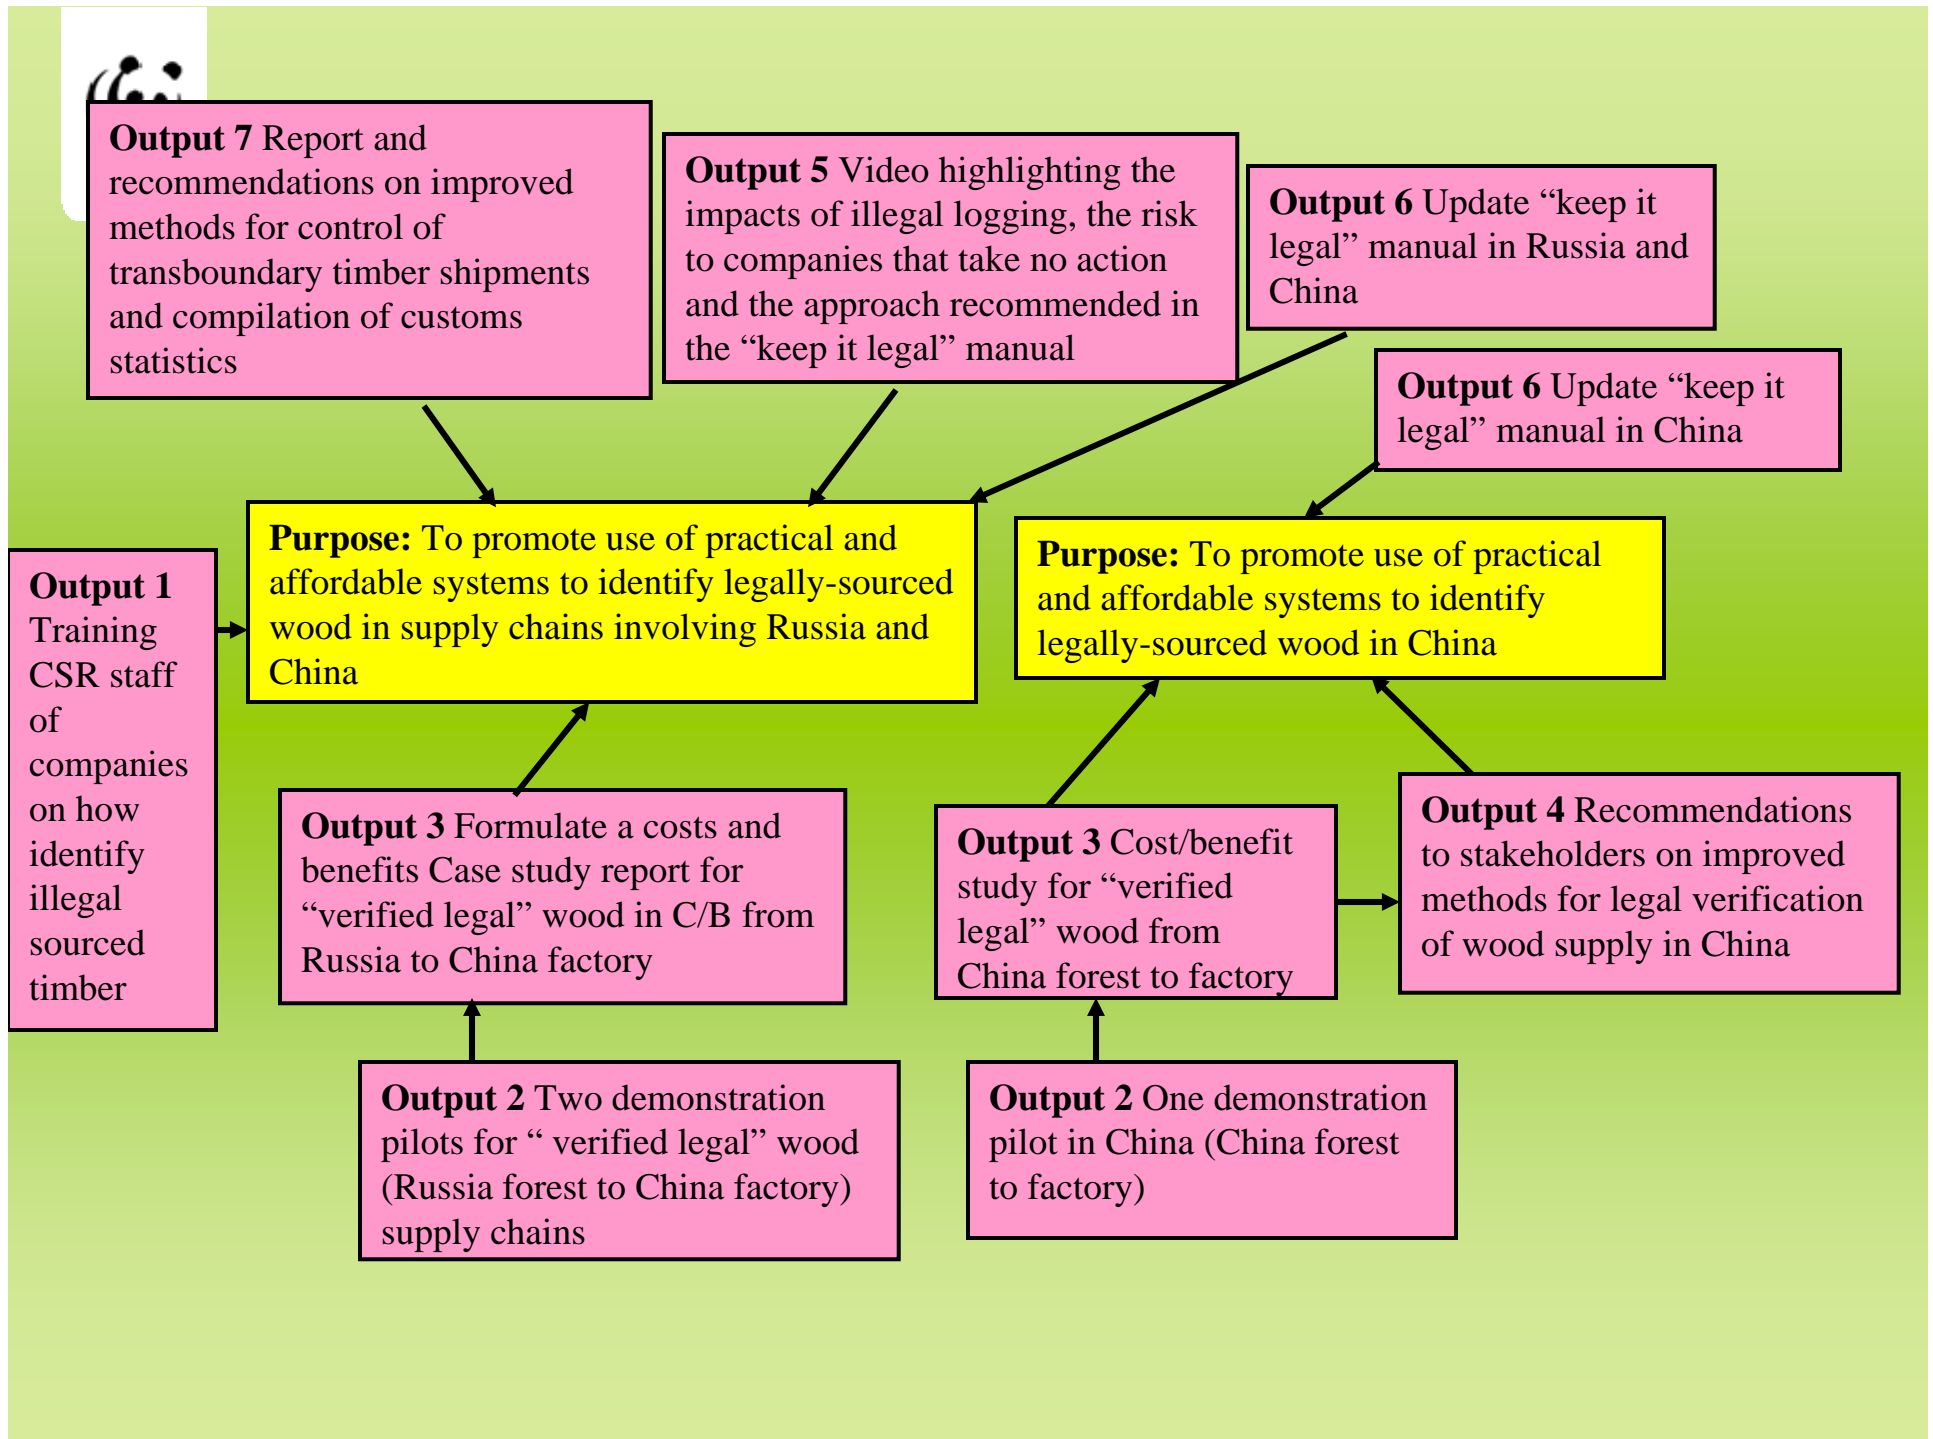 Output 7 Report and
recommendations on improved
methods for control of
transboundary timber shipments
and compilation of customs
statistics
Output 5 Video highlighting the
impacts of illegal logging, the risk
to companies that take no action
and the approach recommended in
the “keep it legal” manual
Output 6 Update “keep it
legal” manual in Russia and
China
Output 6 Update “keep it
legal” manual in China
Purpose: To promote use of practical and
affordable systems to identify legally-sourced
wood in supply chains involving Russia and
China
Purpose: To promote use of practical
and affordable systems to identify
legally-sourced wood in China
Output 1
Training
CSR staff
of
companies
on how
identify
illegal
sourced
timber
Output 3 Formulate a costs and
benefits Case study report for
“verified legal” wood in C/B from
Russia to China factory
Output 3 Cost/benefit
study for “verified
legal” wood from
China forest to factory
Output 4 Recommendations
to stakeholders on improved
methods for legal verification
of wood supply in China
Output 2 Two demonstration
pilots for “ verified legal” wood
(Russia forest to China factory)
supply chains
Output 2 One demonstration
pilot in China (China forest
to factory)